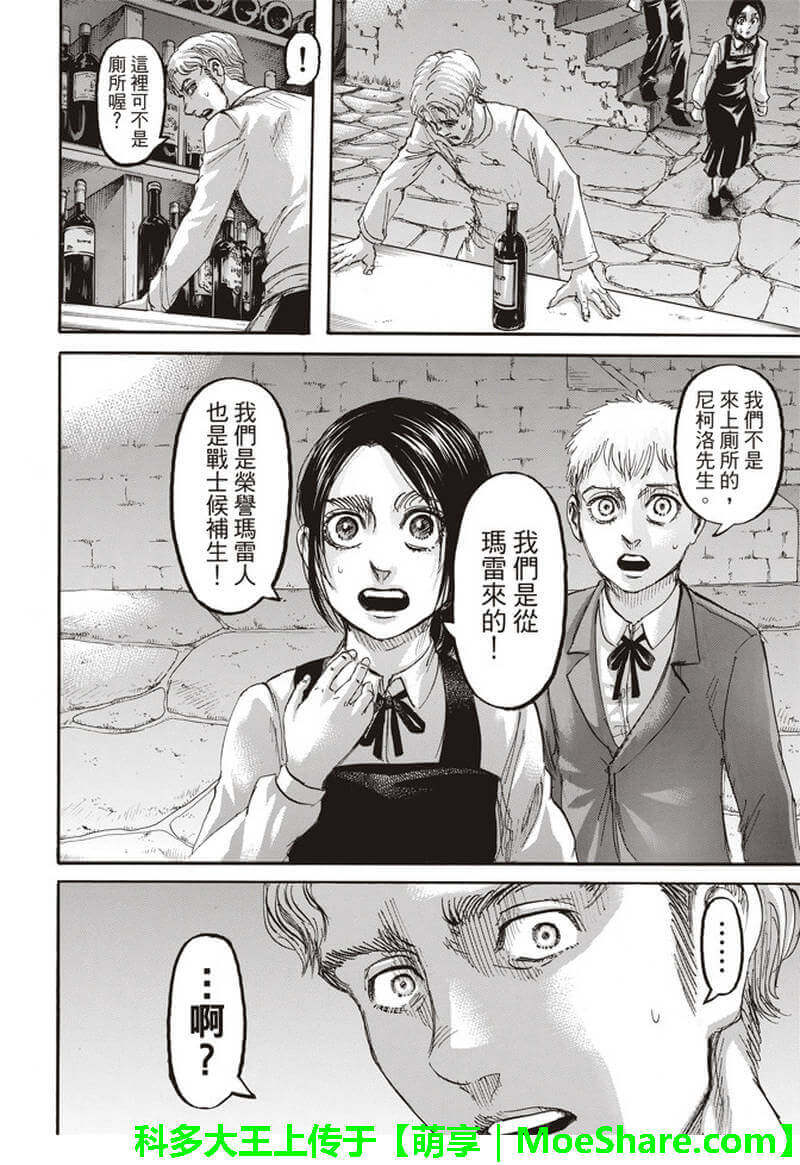 ！
這裡可不是
廁所喔？
我們不是
來上廁所的，
尼柯洛先生。
我們是從
瑪雷來的！
我們是榮譽瑪雷人
也是戰士候補生！
………
…啊？
科多大王上传于【萌享】MoeShare.com】